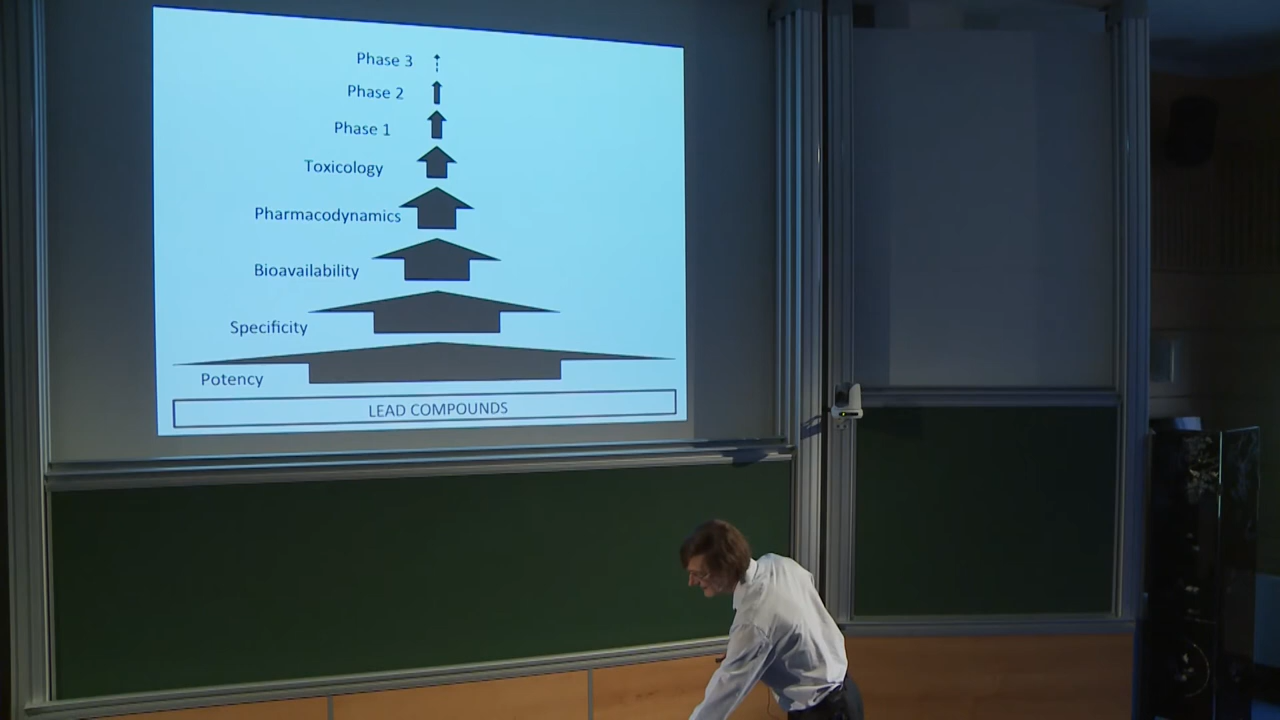 Phase 3
Phase 2
Phase 1
Toxicology
Pharmacodynamics
Bioavailability
Specificity
Potency
LEAD COMPOUNDS